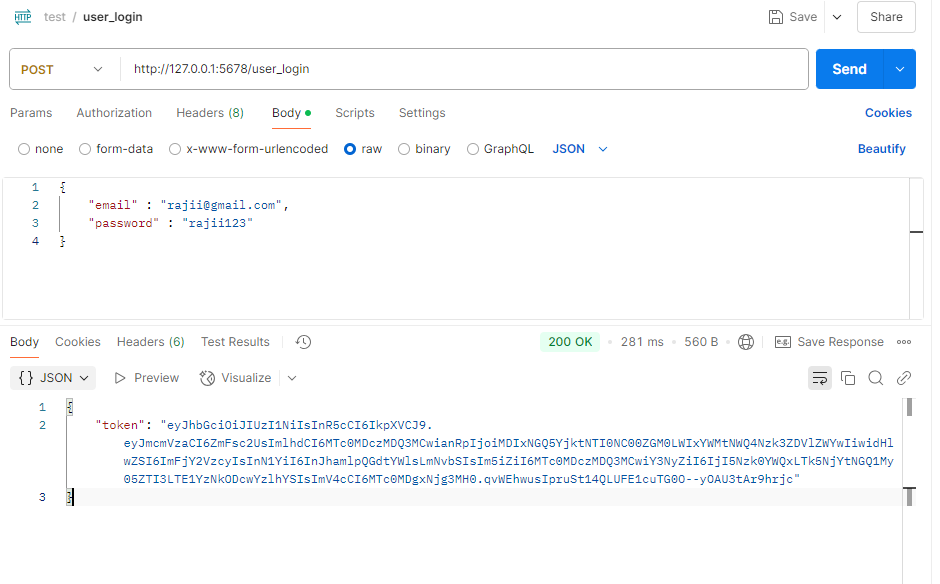 HTTP test / user_login Save Share
POST http://127.0.0.1:5678/user_login Send
Params Authorization Headers (8) Body Scripts Settings Cookies
none form-data x-www-form-urlencoded raw binary GraphQL JSON Beautify
1 {
2 "email" : "rajii@gmail.com",
3 "password" : "rajii123"
4 }
Body Cookies Headers (6) Test Results 200 OK • 281 ms • 560 B • e.g. Save Response
{} JSON Preview Visualize
1 {
2 "token": "eyJhbGciOiJIUzI1NiIsInR5cCI6IkpXVCJ9.
eyJmcmVzaCI6ZmFsc2UsImlhdCI6MTc0MDczMDQ3MCwianRpIjoiMDIxNGQ5YjktNTI0NC00ZGM0LWIxYWMtNWQ4Nzk3ZDVlZWYwIiwidHl
wZSI6ImFjY2VzcyIsInN1YiI6InJhamlpQGdtYWlsLmNvbSIsIm5iZiI6MTc0MDczMDQ3MCwiY3NyZiI6IjI5Nzk0YWQxLTk5NjYtNGQ1My
05ZTI3LTE1YzNkODcwYzlhYSIsImV4cCI6MTc0MDgxNjg3MH0.qvWEhwusIpruSt14QLUFE1cuTG0O--yOAU3tAr9hrjc"
3 }